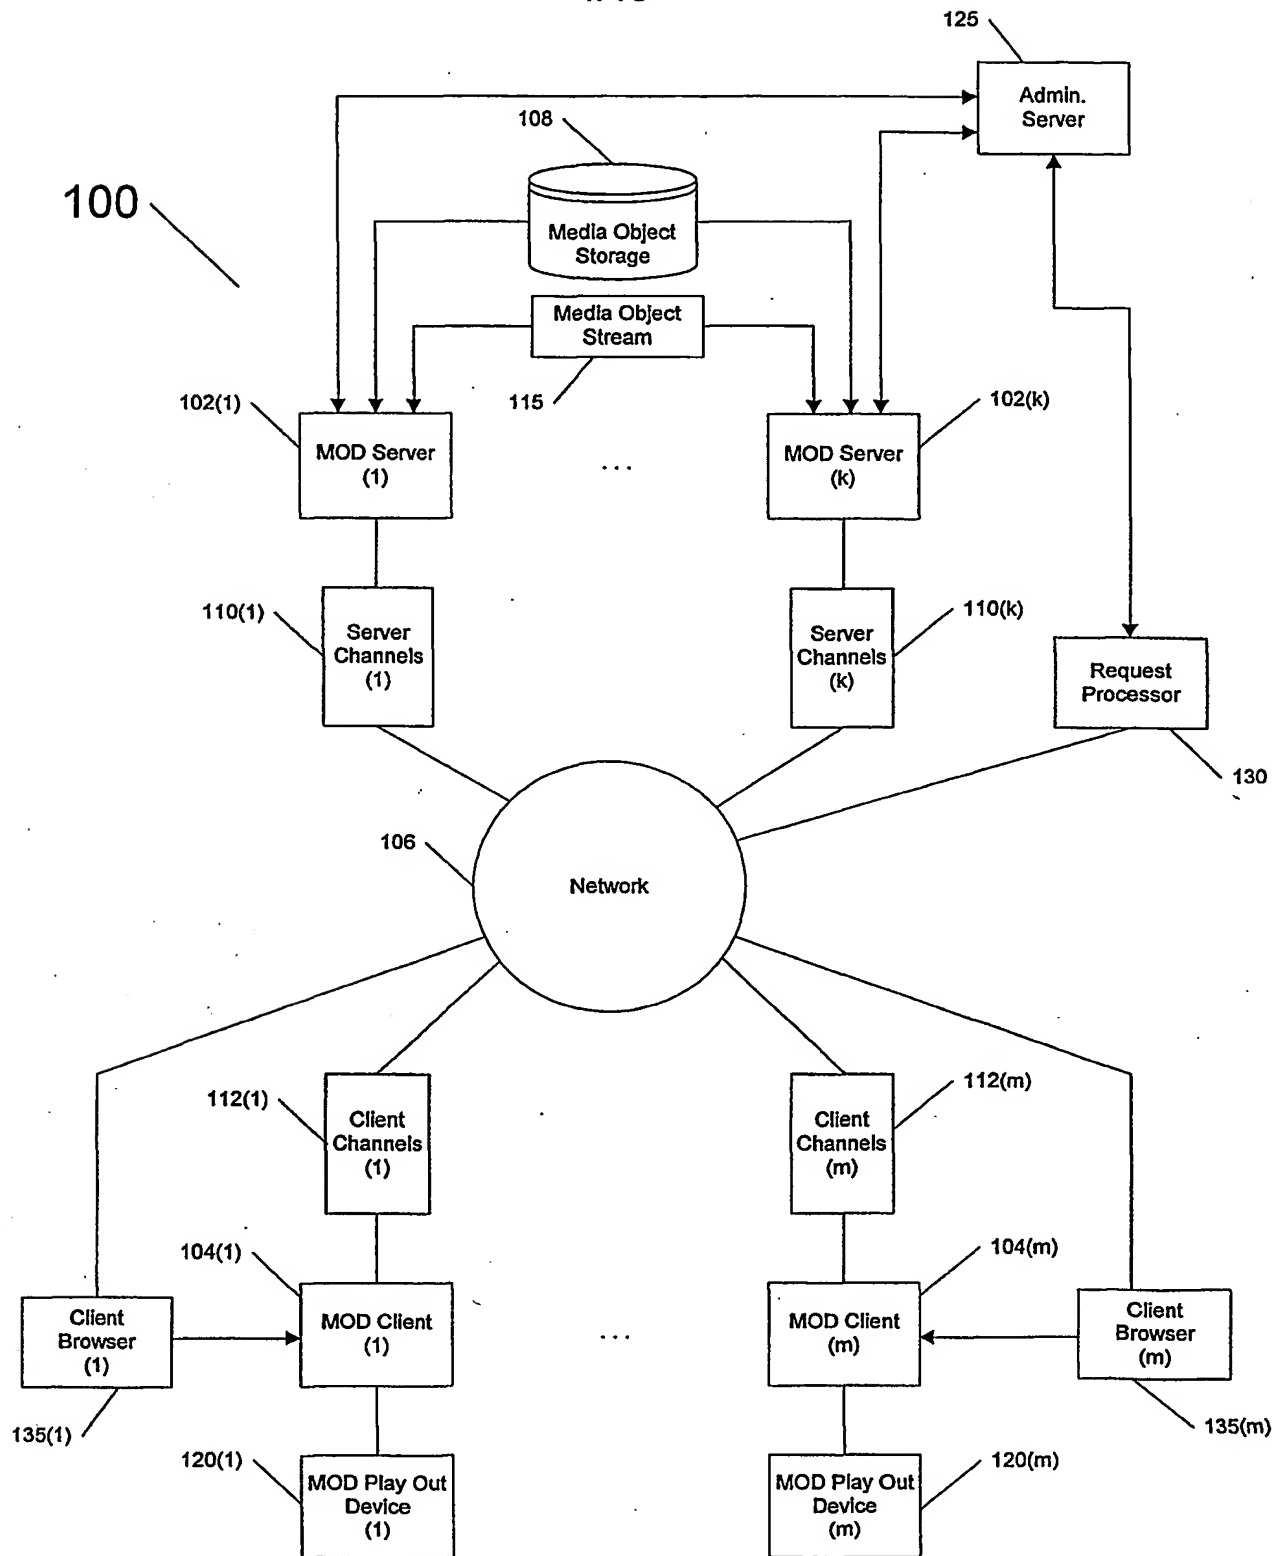 125
Admin.
Server
108
100
Media Object
Storage
Media Object
Stream
115
102(1)
MOD Server
(1)
...
102(k)
MOD Server
(k)
110(1)
Server
Channels
(1)
110(k)
Server
Channels
(k)
Request
Processor
130
106
Network
112(1)
Client
Channels
(1)
112(m)
Client
Channels
(m)
104(1)
MOD Client
(1)
...
104(m)
MOD Client
(m)
Client
Browser
(1)
135(1)
Client
Browser
(m)
135(m)
120(1)
MOD Play Out
Device
(1)
120(m)
MOD Play Out
Device
(m)